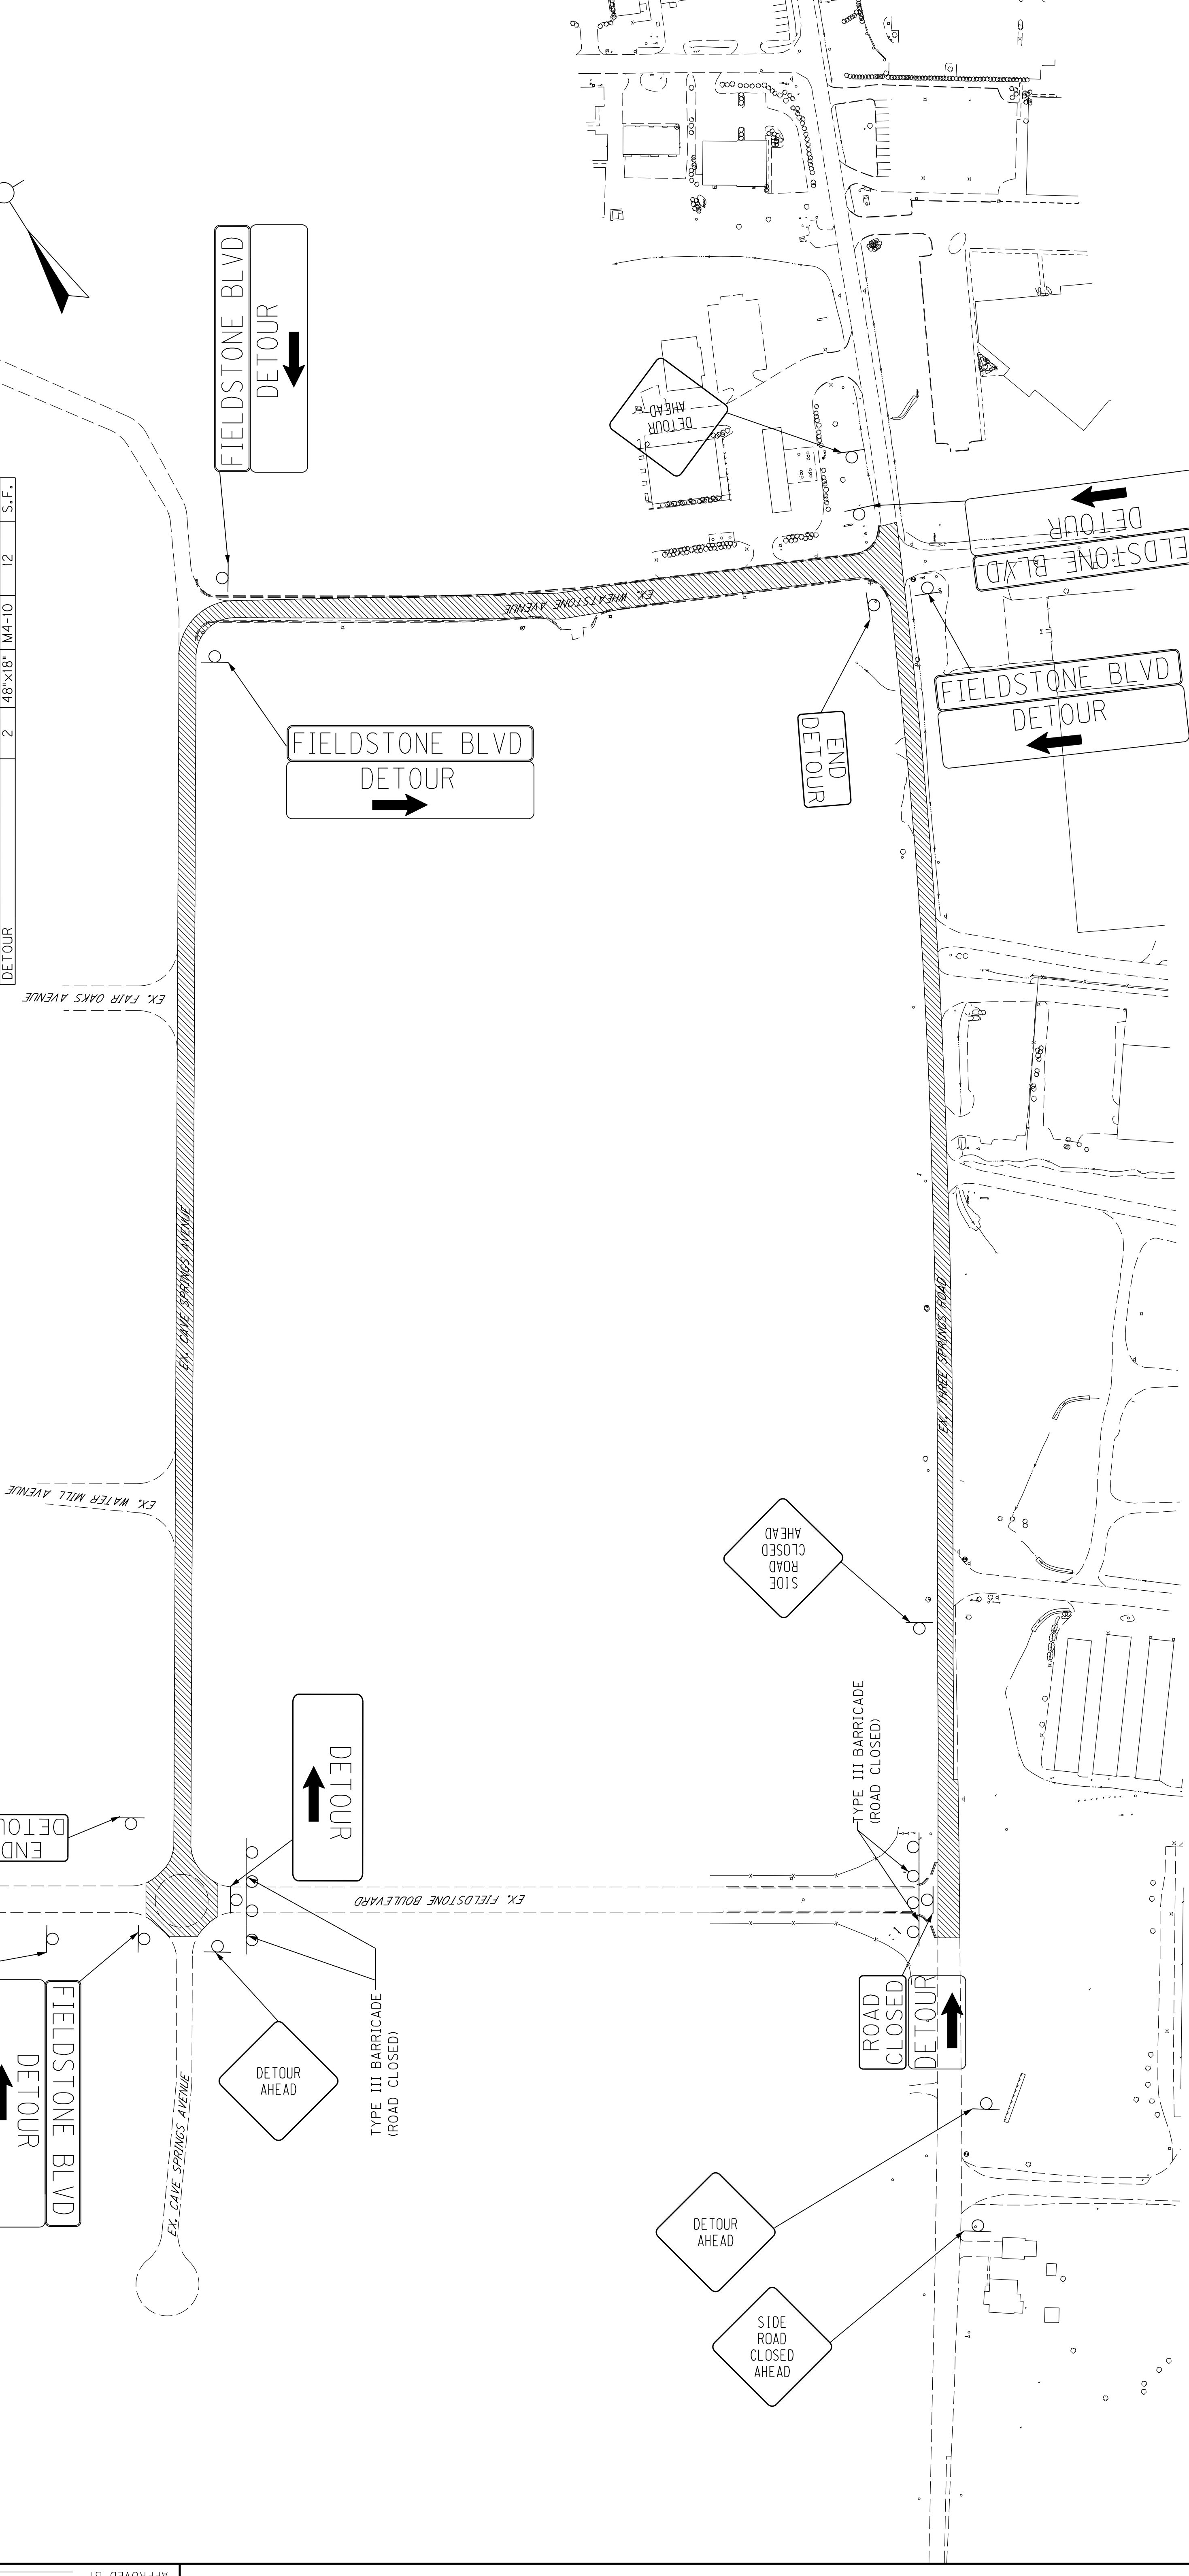 FIELDSTONE BLVD
DETOUR
DETOUR
AHEAD
DETOUR
FIELDSTONE BLVD
DETOUR 2 48"x18" M4-10 12 S.F.
EX. WHEATSTONE AVENUE
FIELDSTONE BLVD
DETOUR
END
DETOUR
FIELDSTONE BLVD
DETOUR
EX. FAIR OAKS AVENUE
EX. CAVE SPRINGS AVENUE
EX. THREE SPRINGS ROAD
EX. WATER MILL AVENUE
SIDE
ROAD
CLOSED
AHEAD
TYPE III BARRICADE
(ROAD CLOSED)
DETOUR
END
DETOUR
EX. FIELDSTONE BOULEVARD
ROAD
CLOSED
DETOUR
FIELDSTONE BLVD
DETOUR
DETOUR
AHEAD
TYPE III BARRICADE
(ROAD CLOSED)
EX. CAVE SPRINGS AVENUE
DETOUR
AHEAD
SIDE
ROAD
CLOSED
AHEAD